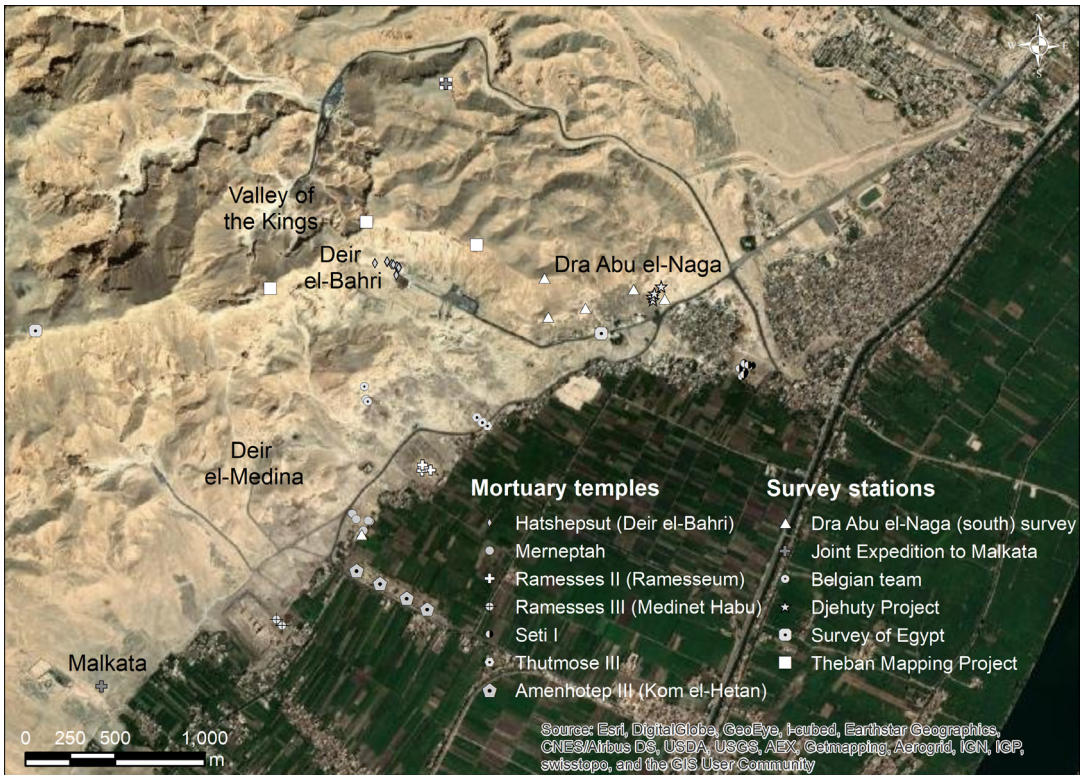 N
W E
S
Valley of
the Kings
Deir
el-Bahri
Dra Abu el-Naga
Deir
el-Medina
Malkata
Mortuary temples
Hatshepsut (Deir el-Bahri)
Merneptah
Ramesses II (Ramesseum)
Ramesses III (Medinet Habu)
Seti I
Thutmose III
Amenhotep III (Kom el-Hetan)
Survey stations
Dra Abu el-Naga (south) survey
Joint Expedition to Malkata
Belgian team
Djehuty Project
Survey of Egypt
Theban Mapping Project
0 250 500 1,000
m
Source: Esri, DigitalGlobe, GeoEye, i-cubed, Earthstar Geographics,
CNES/Airbus DS, USDA, USGS, AEX, Getmapping, Aerogrid, IGN, IGP,
swisstopo, and the GIS User Community